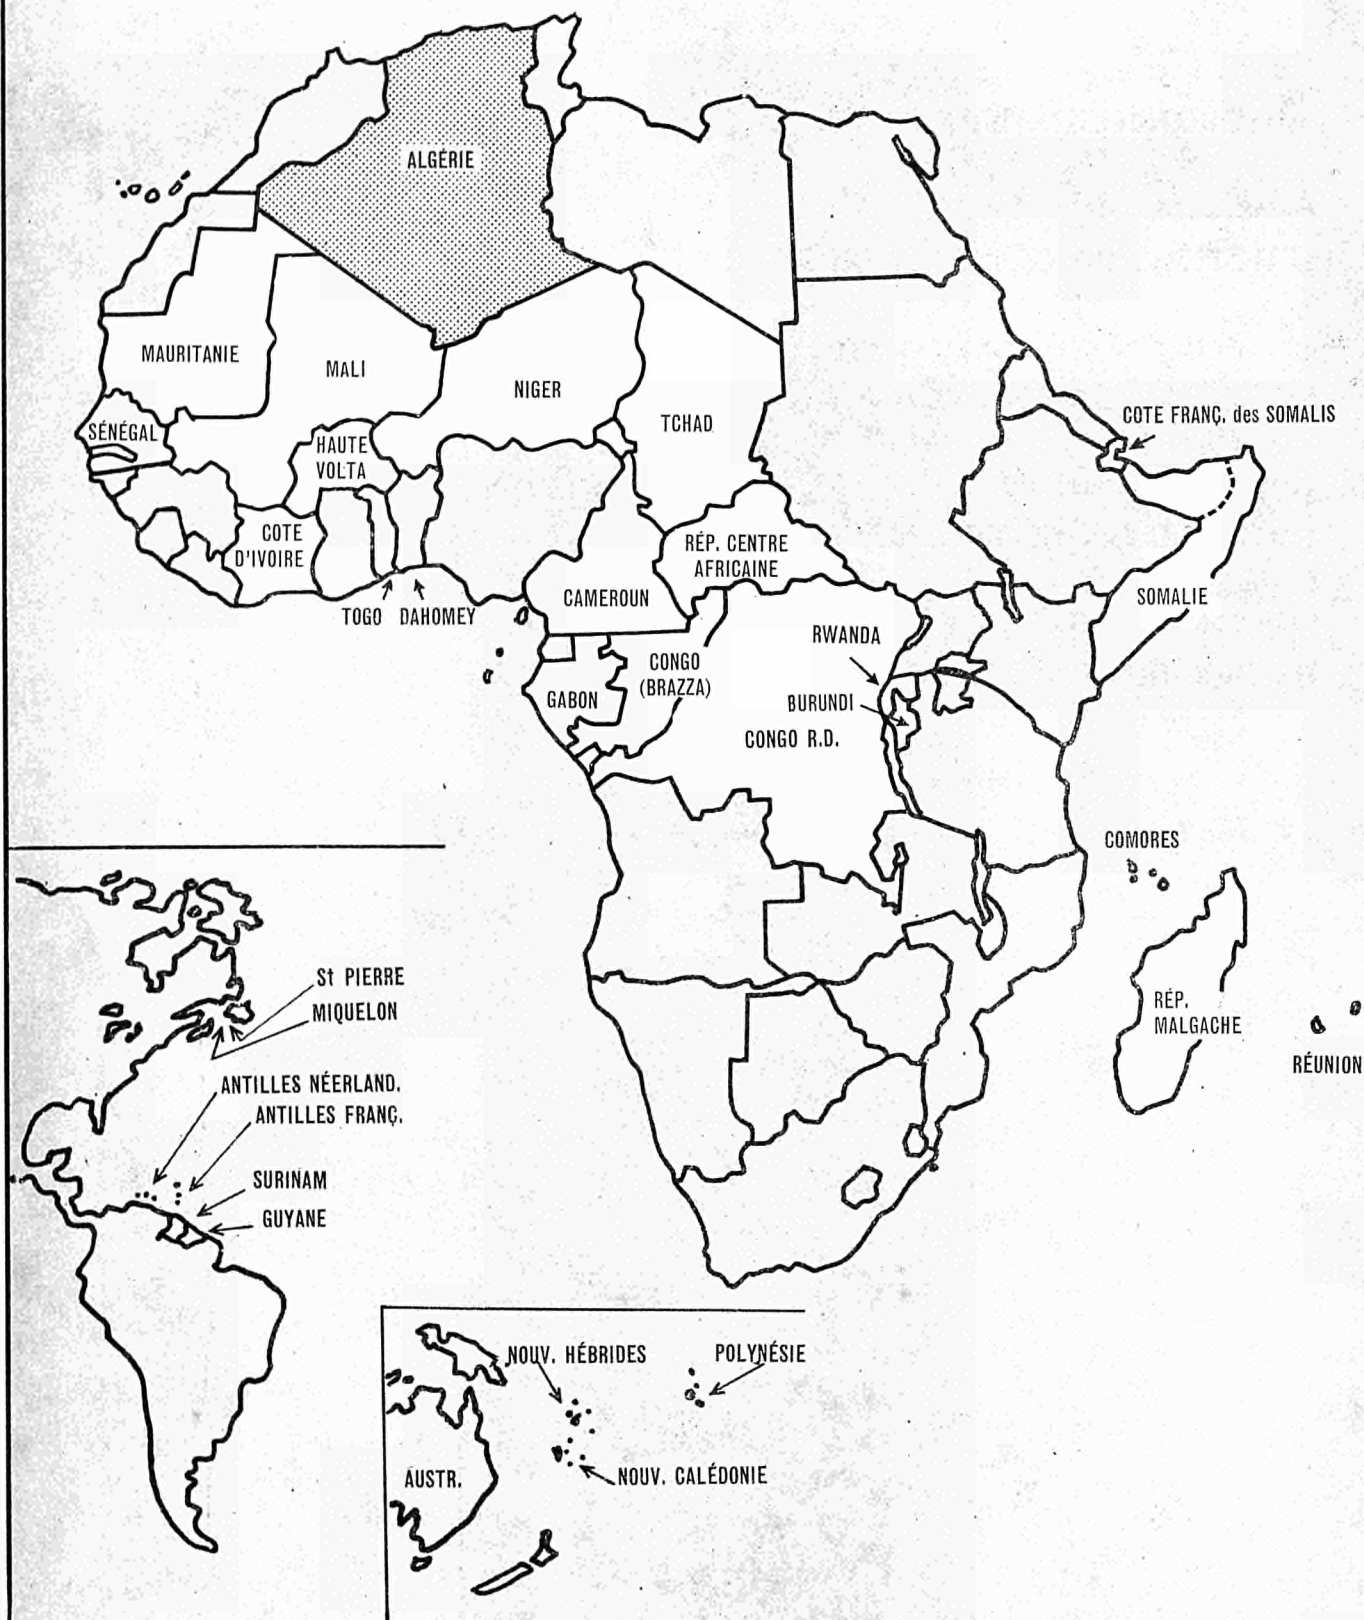 ALGÉRIE
MAURITANIE
MALI
NIGER
TCHAD
SÉNÉGAL
HAUTE
VOLTA
COTE FRANÇ. des SOMALIS
COTE
D'IVOIRE
RÉP. CENTRE
AFRICAINE
CAMEROUN
SOMALIE
TOGO DAHOMEY
RWANDA
CONGO
(BRAZZA)
GABON
BURUNDI
CONGO R.D.
COMORES
RÉP.
MALGACHE
RÉUNION
St PIERRE
MIQUELON
ANTILLES NÉERLAND.
ANTILLES FRANÇ.
SURINAM
GUYANE
NOUV. HÉBRIDES
POLYNÉSIE
AUSTR.
NOUV. CALÉDONIE